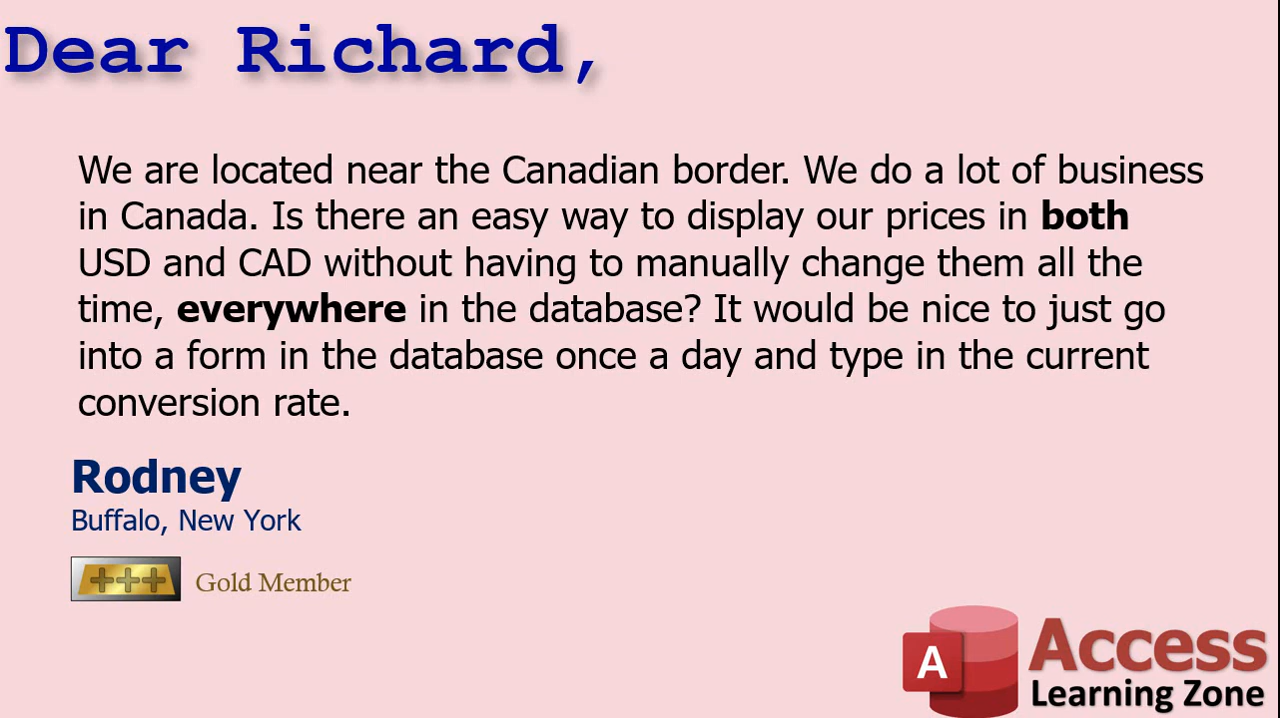 Dear Richard,
We are located near the Canadian border. We do a lot of business
in Canada. Is there an easy way to display our prices in both
USD and CAD without having to manually change them all the
time, everywhere in the database? It would be nice to just go
into a form in the database once a day and type in the current
conversion rate.
Rodney
Buffalo, New York
+++ Gold Member
A Access
Learning Zone